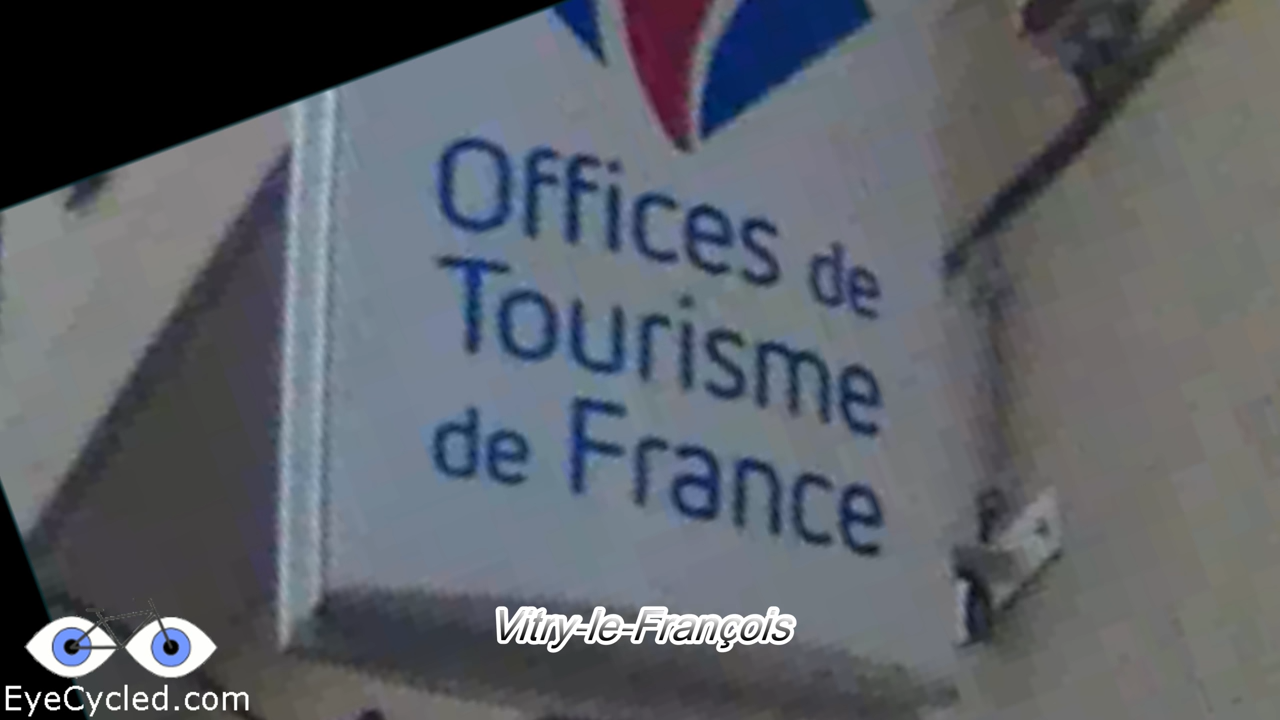 Offices de
Tourisme
de France
Vitry-le-François
EyeCycled.com